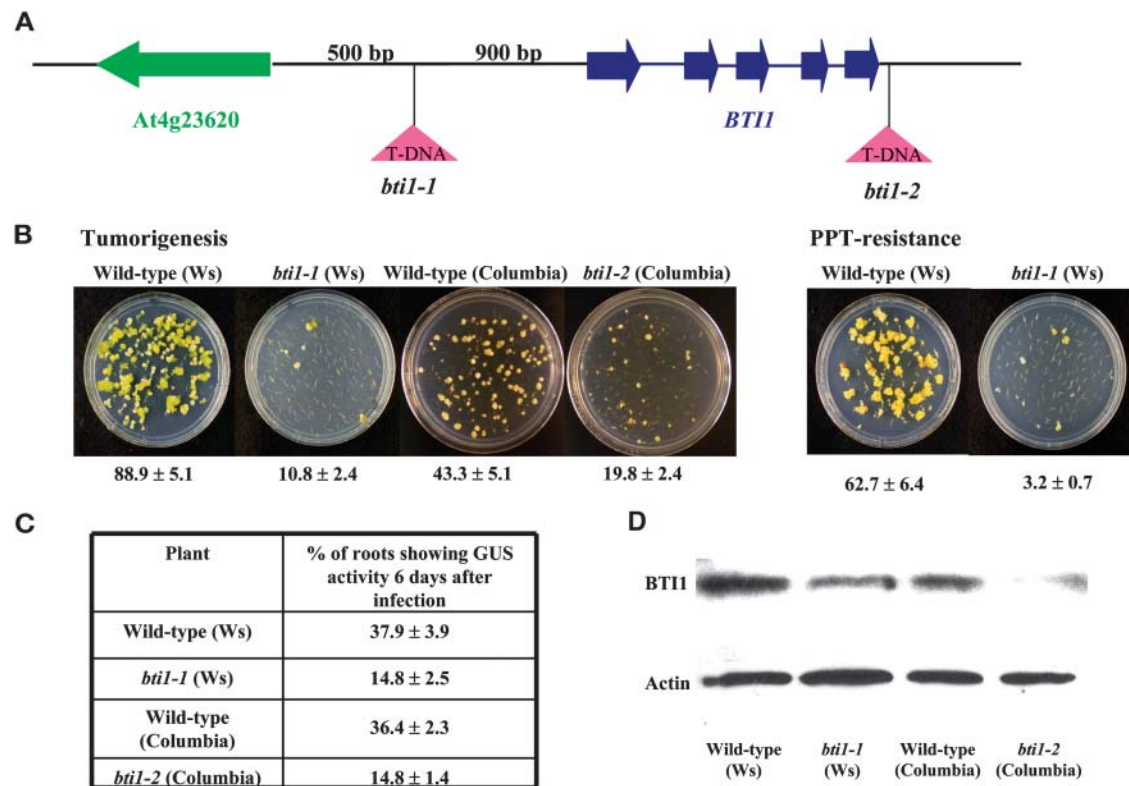 A
500 bp
900 bp
At4g23620
BTI1
T-DNA
T-DNA
bti1-1
bti1-2
B
Tumorigenesis
PPT-resistance
Wild-type (Ws)
bti1-1 (Ws)
Wild-type (Columbia)
bti1-2 (Columbia)
Wild-type (Ws)
bti1-1 (Ws)
88.9 ± 5.1
10.8 ± 2.4
43.3 ± 5.1
19.8 ± 2.4
62.7 ± 6.4
3.2 ± 0.7
C
Plant
% of roots showing GUS
activity 6 days after
infection
Wild-type (Ws)
37.9 ± 3.9
bti1-1 (Ws)
14.8 ± 2.5
Wild-type
(Columbia)
36.4 ± 2.3
bti1-2 (Columbia)
14.8 ± 1.4
D
BTI1
Actin
Wild-type
(Ws)
bti1-1
(Ws)
Wild-type
(Columbia)
bti1-2
(Columbia)